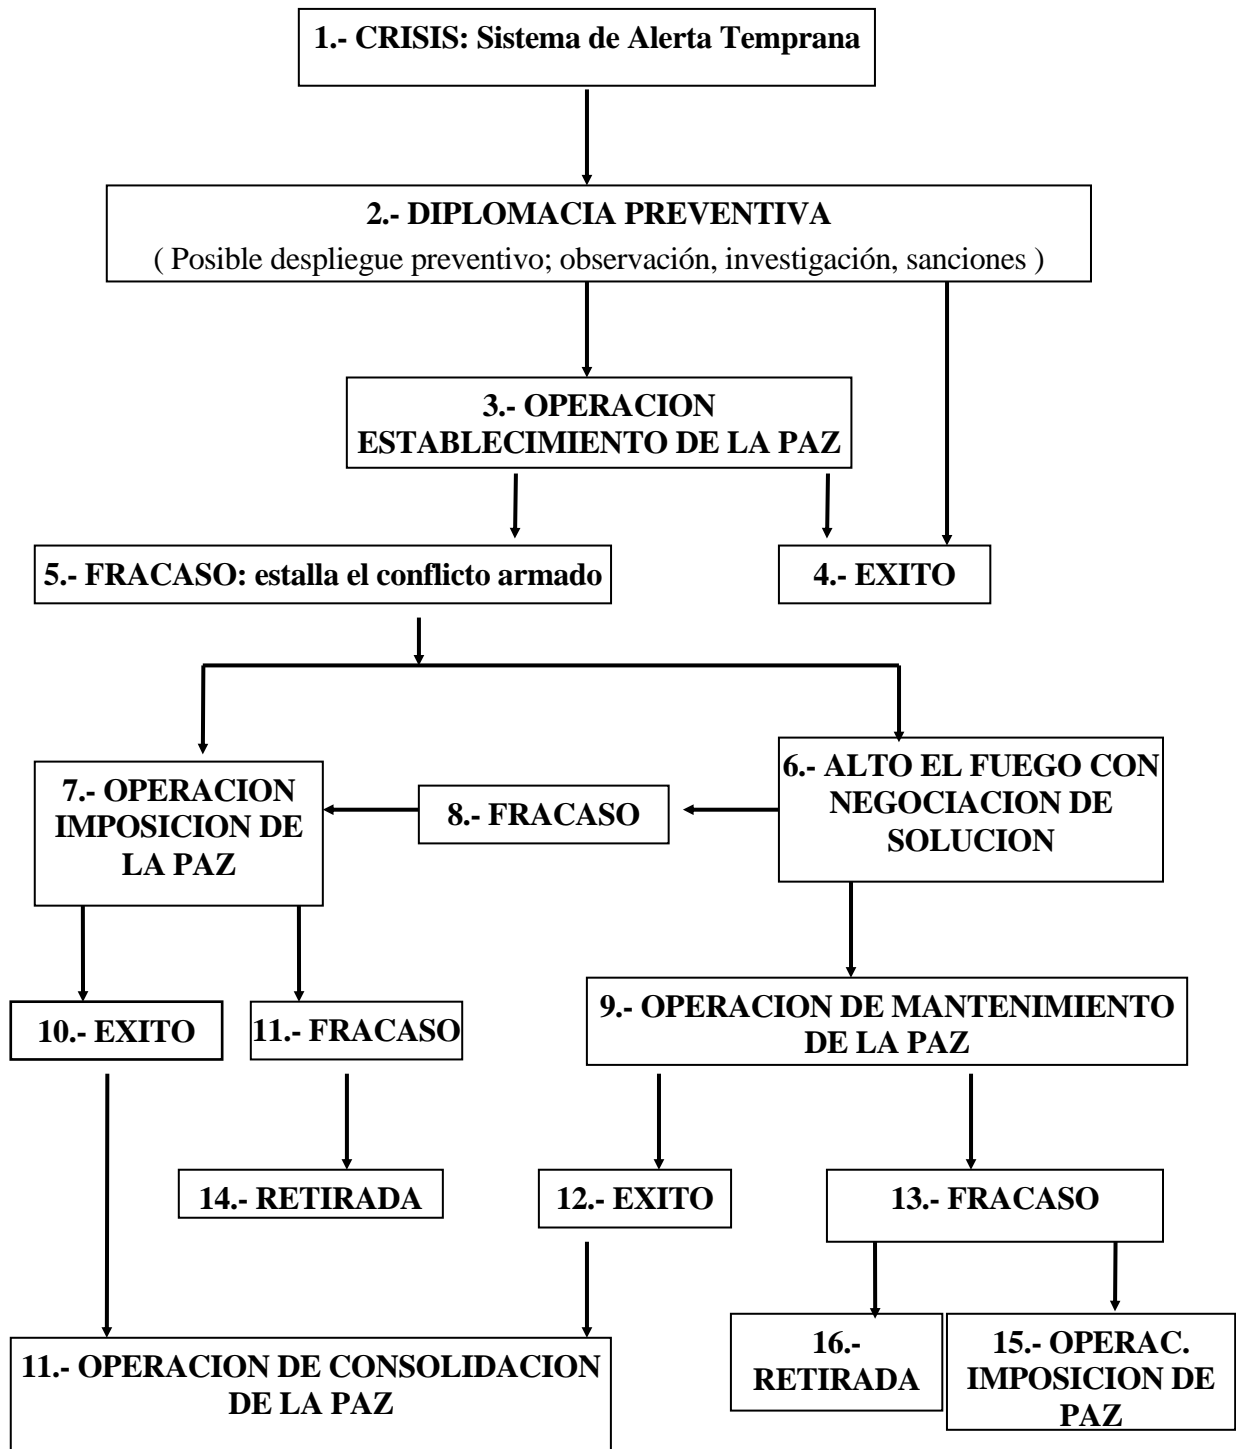 1.- CRISIS: Sistema de Alerta Temprana
2.- DIPLOMACIA PREVENTIVA
( Posible despliegue preventivo; observación, investigación, sanciones )
3.- OPERACION
ESTABLECIMIENTO DE LA PAZ
5.- FRACASO: estalla el conflicto armado
4.- EXITO
6.- ALTO EL FUEGO CON
NEGOCIACION DE
SOLUCION
7.- OPERACION
IMPOSICION DE
LA PAZ
8.- FRACASO
9.- OPERACION DE MANTENIMIENTO
DE LA PAZ
10.- EXITO
11.- FRACASO
14.- RETIRADA
12.- EXITO
13.- FRACASO
11.- OPERACION DE CONSOLIDACION
DE LA PAZ
16.-
RETIRADA
15.- OPERAC.
IMPOSICION DE
PAZ